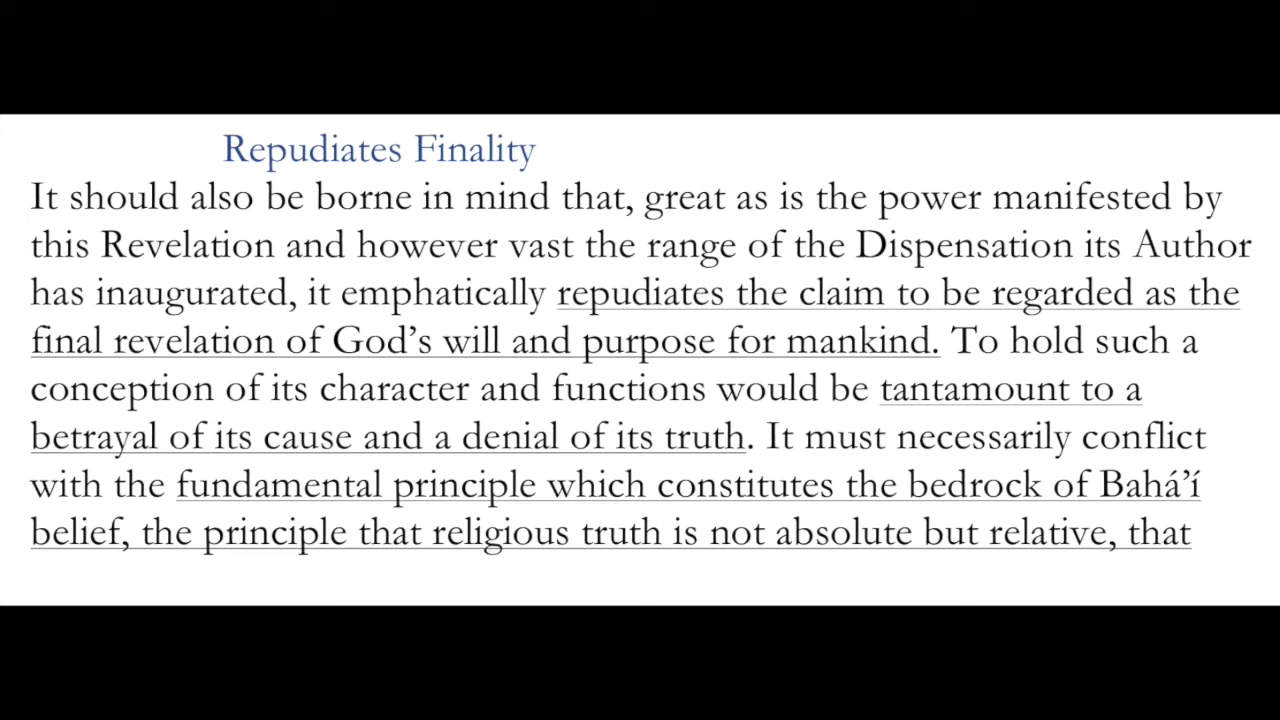 Repudiates Finality
It should also be borne in mind that, great as is the power manifested by
this Revelation and however vast the range of the Dispensation its Author
has inaugurated, it emphatically repudiates the claim to be regarded as the
final revelation of God’s will and purpose for mankind. To hold such a
conception of its character and functions would be tantamount to a
betrayal of its cause and a denial of its truth. It must necessarily conflict
with the fundamental principle which constitutes the bedrock of Bahá’í
belief, the principle that religious truth is not absolute but relative, that